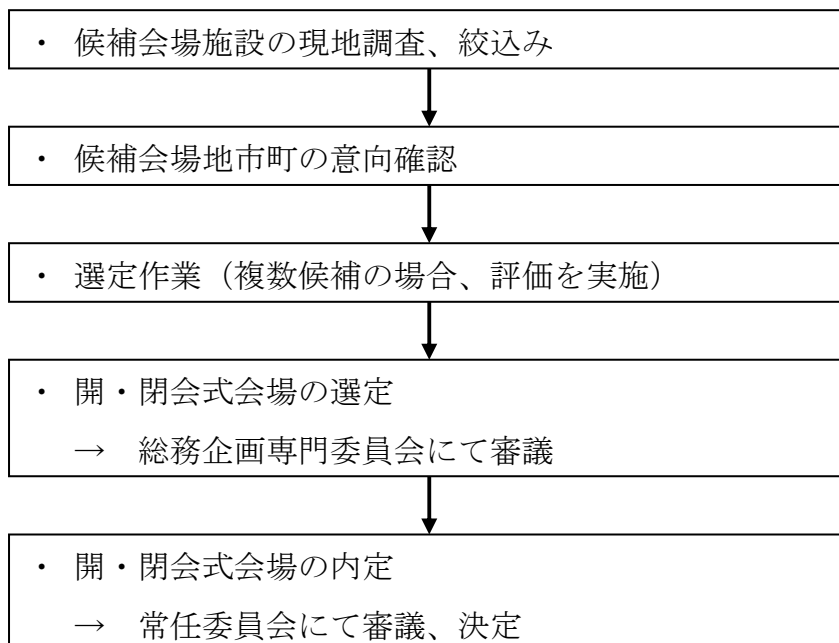 ・ 候補会場施設の現地調査、絞込み
・ 候補会場地市町の意向確認
・ 選定作業（複数候補の場合、評価を実施）
・ 開・閉会式会場の選定
→ 総務企画専門委員会にて審議
・ 開・閉会式会場の内定
→ 常任委員会にて審議、決定